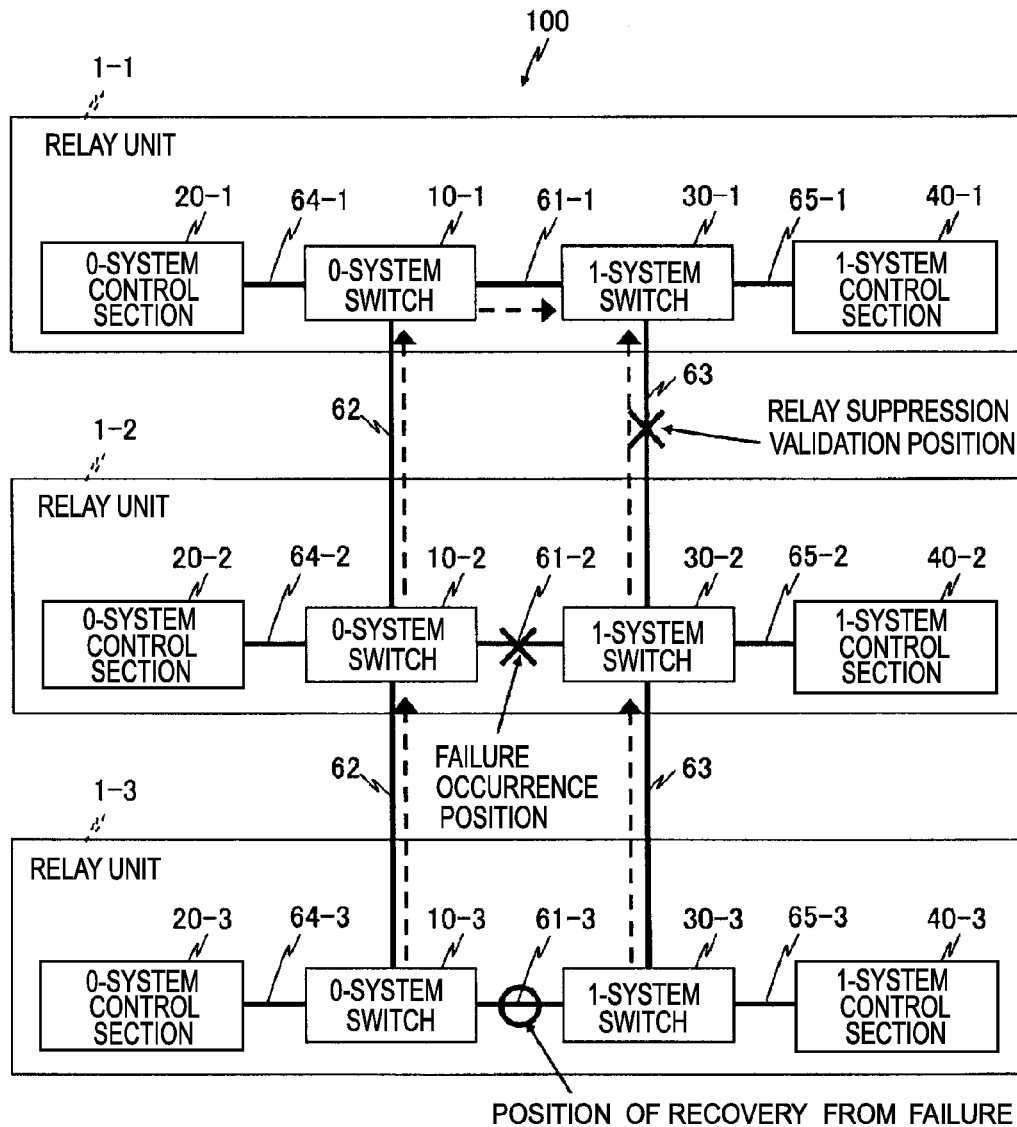 100
1-1
RELAY UNIT
20-1
64-1
10-1
61-1
30-1
65-1
40-1
0-SYSTEM
CONTROL
SECTION
0-SYSTEM
SWITCH
1-SYSTEM
SWITCH
1-SYSTEM
CONTROL
SECTION
62
63
RELAY SUPPRESSION
VALIDATION POSITION
1-2
RELAY UNIT
20-2
64-2
10-2
61-2
30-2
65-2
40-2
0-SYSTEM
CONTROL
SECTION
0-SYSTEM
SWITCH
1-SYSTEM
SWITCH
1-SYSTEM
CONTROL
SECTION
62
FAILURE
OCCURRENCE
POSITION
63
1-3
RELAY UNIT
20-3
64-3
10-3
61-3
30-3
65-3
40-3
0-SYSTEM
CONTROL
SECTION
0-SYSTEM
SWITCH
1-SYSTEM
SWITCH
1-SYSTEM
CONTROL
SECTION
POSITION OF RECOVERY FROM FAILURE